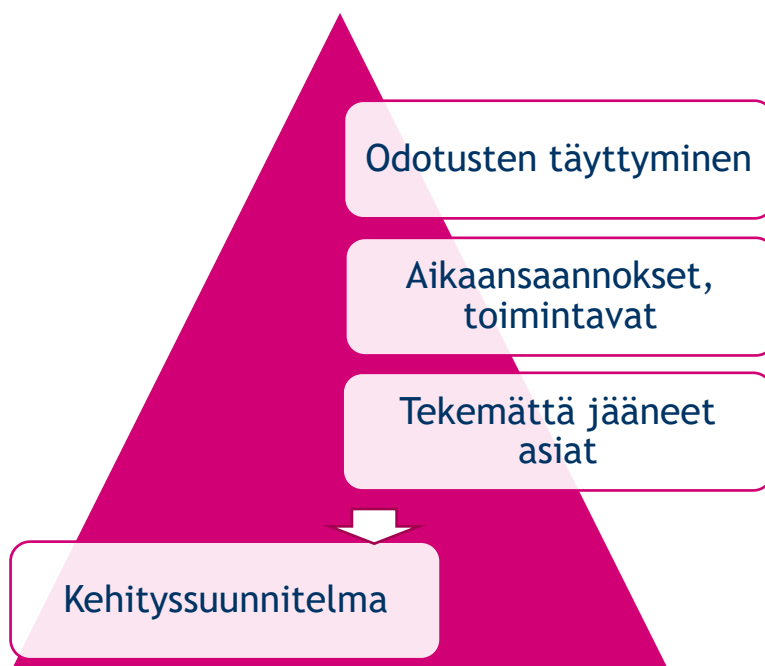 Odotusten täyttyminen
Aikaansaannokset,
toimintavat
Tekemättä jääneet
asiat
Kehityssuunnitelma